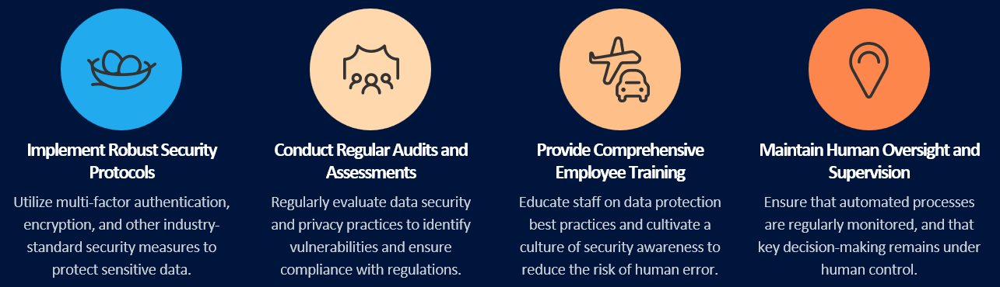 Implement Robust Security
Protocols
Utilize multi-factor authentication,
encryption, and other industry-
standard security measures to
protect sensitive data.
Conduct Regular Audits and
Assessments
Regularly evaluate data security
and privacy practices to identify
vulnerabilities and ensure
compliance with regulations.
Provide Comprehensive
Employee Training
Educate staff on data protection
best practices and cultivate a
culture of security awareness to
reduce the risk of human error.
Maintain Human Oversight and
Supervision
Ensure that automated processes
are regularly monitored, and that
key decision-making remains under
human control.